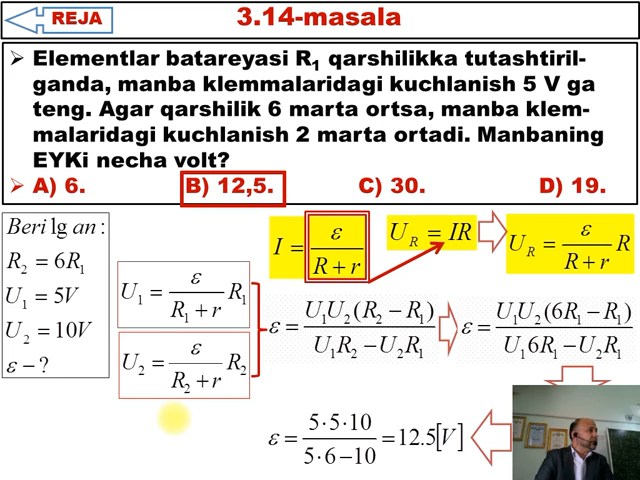 REJA
3.14-masala
➢ Elementlar batareyasi R₁ qarshilikka tutashtiril-
ganda, manba klemmalaridagi kuchlanish 5 V ga
teng. Agar qarshilik 6 marta ortsa, manba klem-
malaridagi kuchlanish 2 marta ortadi. Manbaning
EYKi necha volt?
➢ A) 6. B) 12,5. C) 30. D) 19.
Berilgan:
R₂ = 6R₁
U₁ = 5V
U₂ = 10V
ε − ?
I = ε / (R + r)
U_R = IR
U_R = ε / (R + r) R
U₁ = ε / (R₁ + r) R₁
U₂ = ε / (R₂ + r) R₂
ε = U₁U₂(R₂ − R₁) / (U₁R₂ − U₂R₁)
ε = U₁U₂(6R₁ − R₁) / (U₁6R₁ − U₂R₁)
ε = 5·5·10 / (5·6 − 10) = 12.5[V]